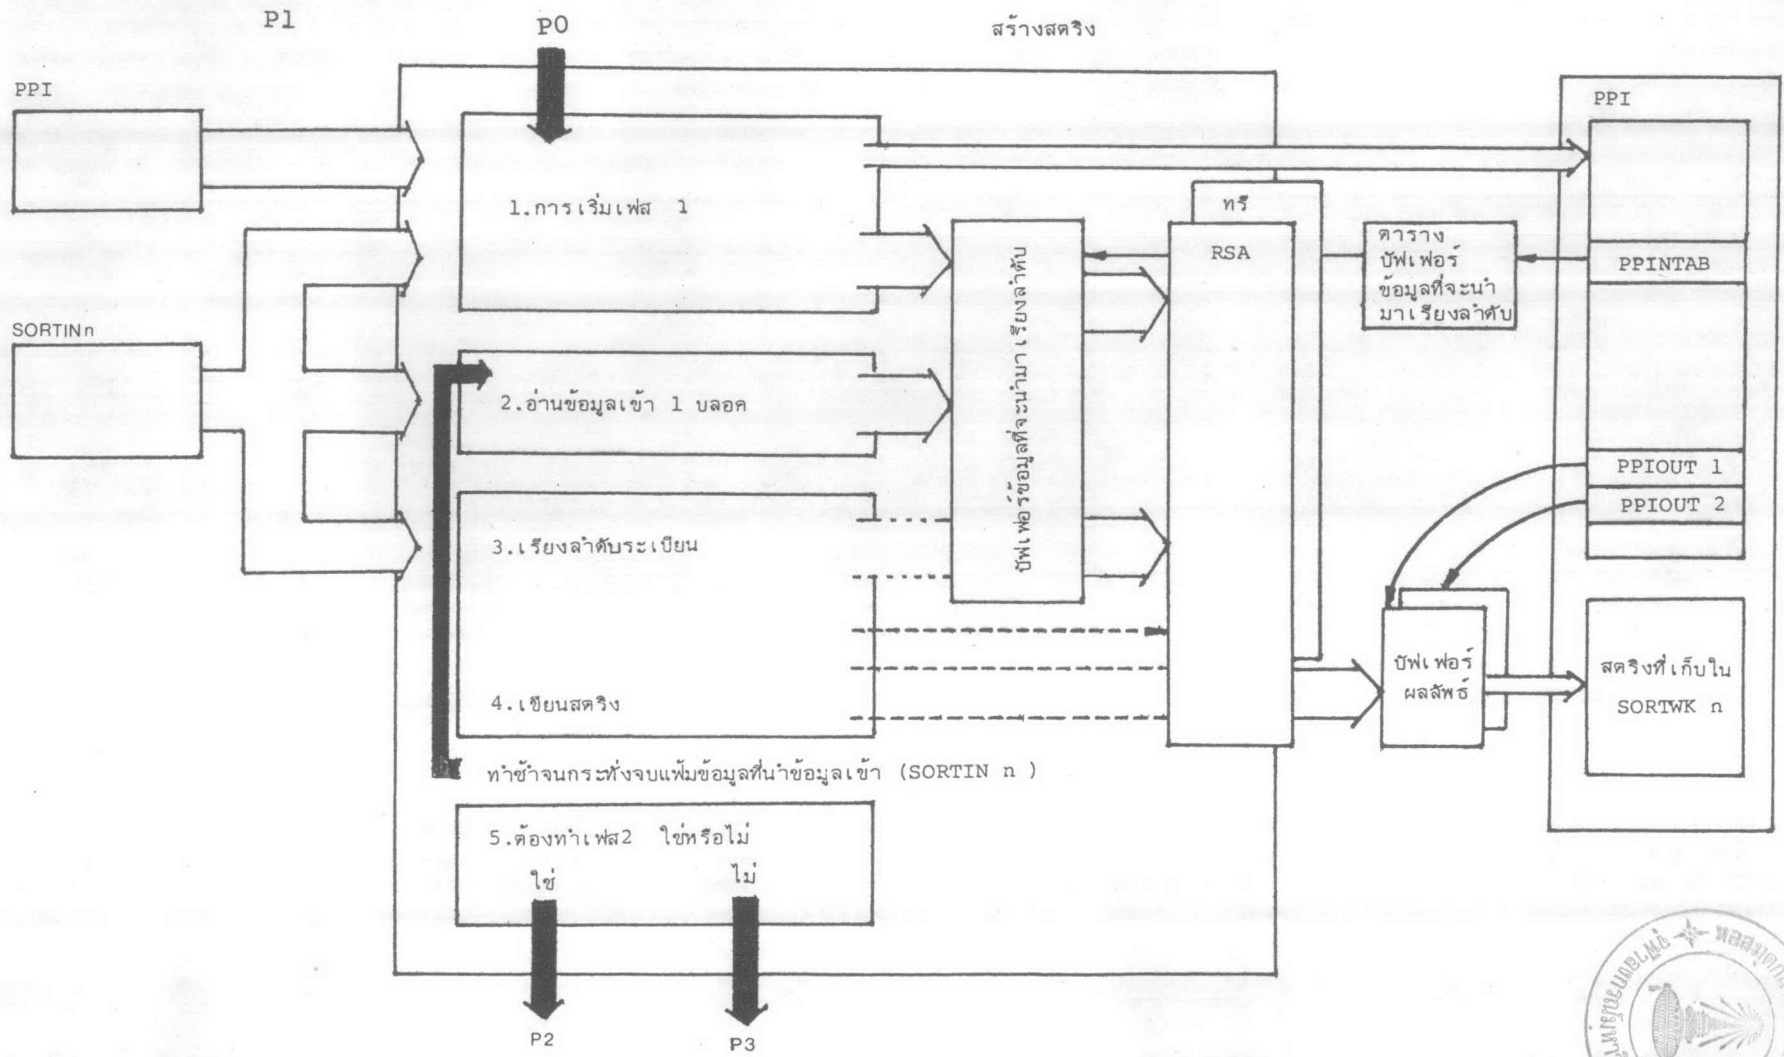 P1
P0
สร้างสตริง
PPI
PPI
1.การเริ่มเฟส 1
ทรี
RSA
ตาราง
บัฟเฟอร์
ข้อมูลที่จะนำ
มาเรียงลำดับ
PPINTAB
SORTINn
2.อ่านข้อมูลเข้า 1 บลอค
บัฟเฟอร์ข้อมูลที่จะนำมาเรียงลำดับ
PPIOUT 1
PPIOUT 2
3.เรียงลำดับระเบียน
4.เขียนสตริง
บัฟเฟอร์
ผลลัพธ์
สตริงที่เก็บใน
SORTWK n
ทำซ้ำจนกระทั่งจบแฟ้มข้อมูลที่นำข้อมูลเข้า (SORTIN n )
5.ต้องทำเฟส2 ใช่หรือไม่
ใช่
ไม่
P2
P3